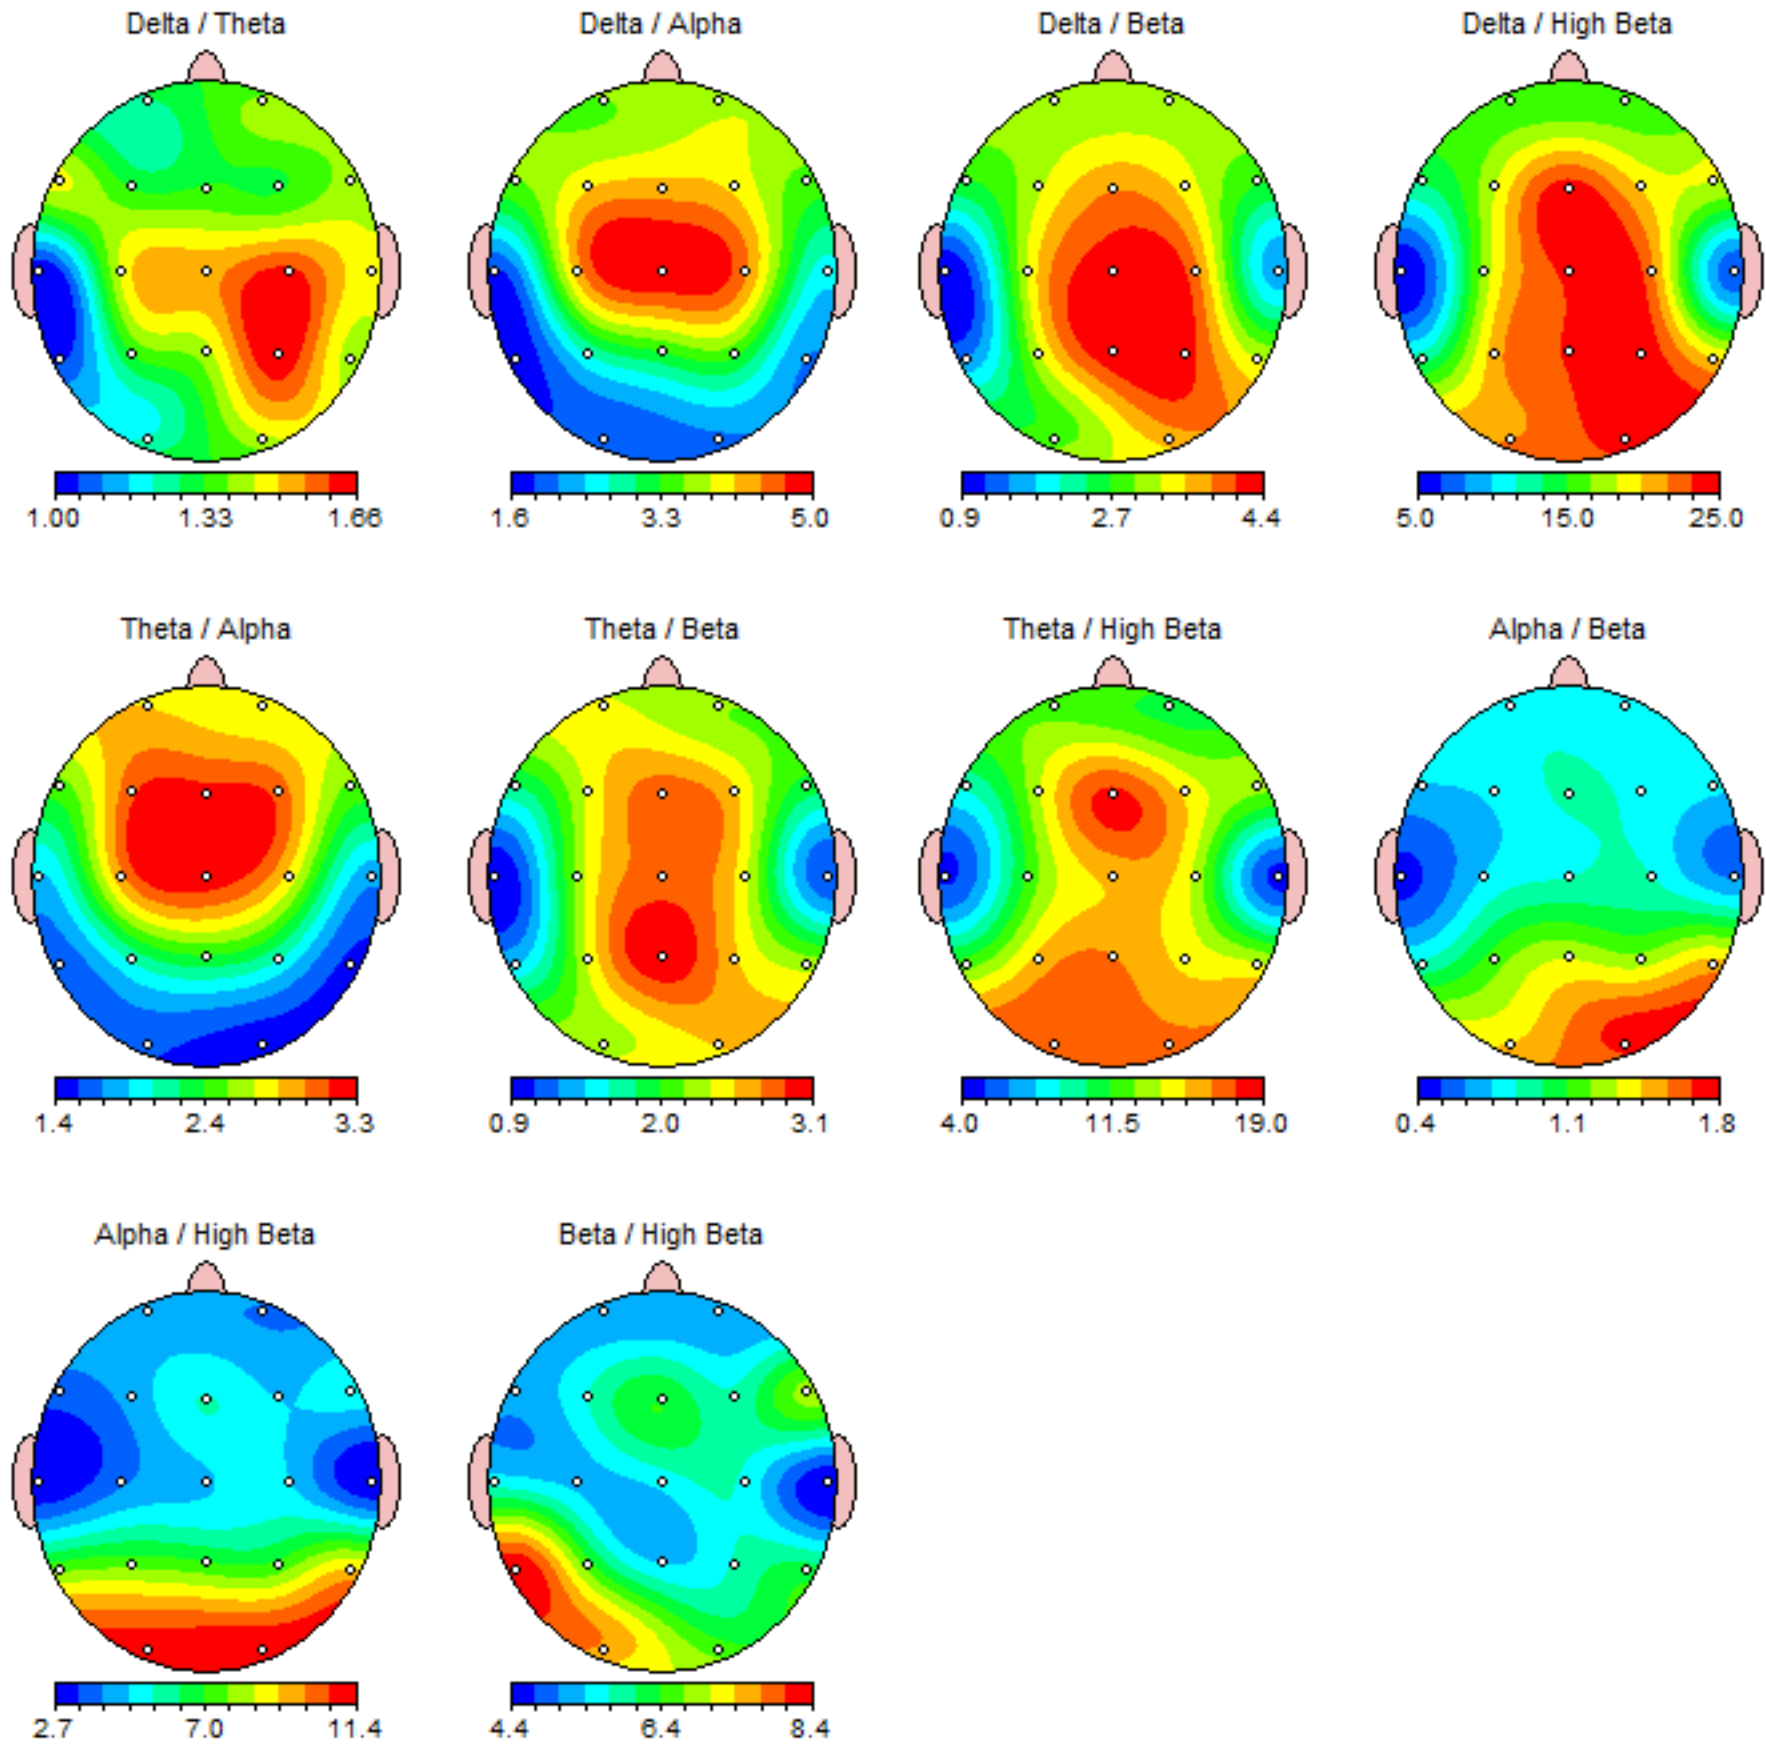 Delta / Theta
Delta / Alpha
Delta / Beta
Delta / High Beta
1.00 1.33 1.66
1.6 3.3 5.0
0.9 2.7 4.4
5.0 15.0 25.0
Theta / Alpha
Theta / Beta
Theta / High Beta
Alpha / Beta
1.4 2.4 3.3
0.9 2.0 3.1
4.0 11.5 19.0
0.4 1.1 1.8
Alpha / High Beta
Beta / High Beta
2.7 7.0 11.4
4.4 6.4 8.4